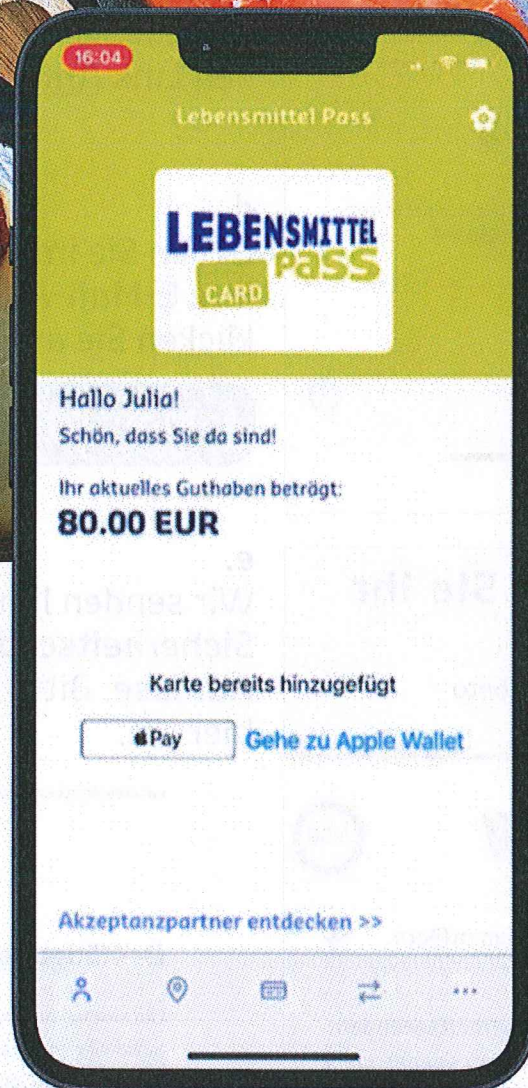 16:04
Lebensmittel Pass
LEBENSMITTEL
Pass
CARD
Hallo Julia!
Schön, dass Sie da sind!
Ihr aktuelles Guthaben beträgt:
80.00 EUR
Karte bereits hinzugefügt
Pay
Gehe zu Apple Wallet
Akzeptanzpartner entdecken >>